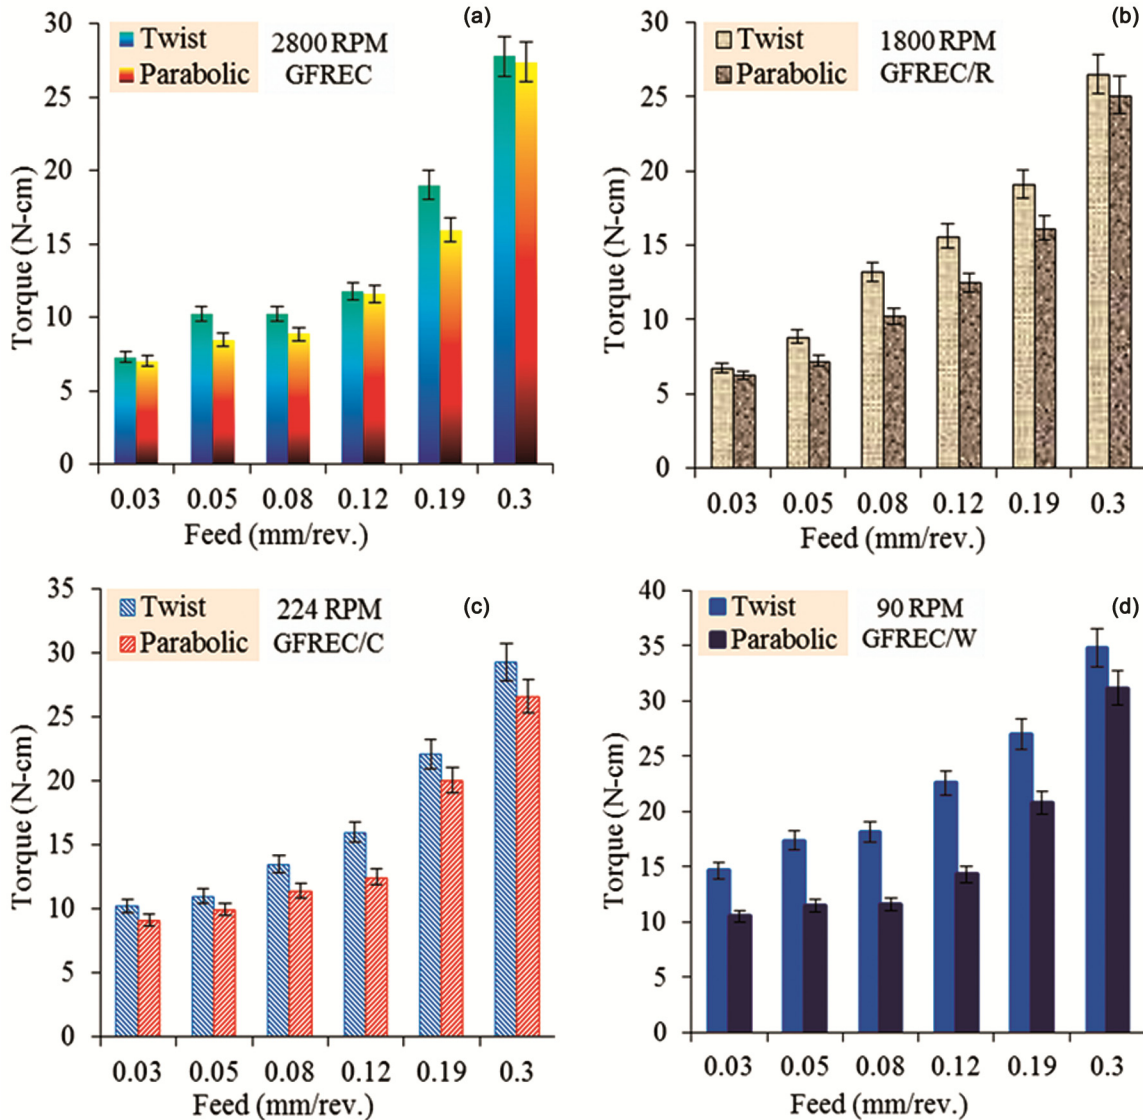 (a)
Twist
Parabolic
2800 RPM
GFREC
Torque (N-cm)
30
25
20
15
10
5
0
0.03 0.05 0.08 0.12 0.19 0.3
Feed (mm/rev.)
(b)
Twist
Parabolic
1800 RPM
GFREC/R
Torque (N-cm)
30
25
20
15
10
5
0
0.03 0.05 0.08 0.12 0.19 0.3
Feed (mm/rev.)
(c)
Twist
Parabolic
224 RPM
GFREC/C
Torque (N-cm)
35
30
25
20
15
10
5
0
0.03 0.05 0.08 0.12 0.19 0.3
Feed (mm/rev.)
(d)
Twist
Parabolic
90 RPM
GFREC/W
Torque (N-cm)
40
35
30
25
20
15
10
5
0
0.03 0.05 0.08 0.12 0.19 0.3
Feed (mm/rev.)